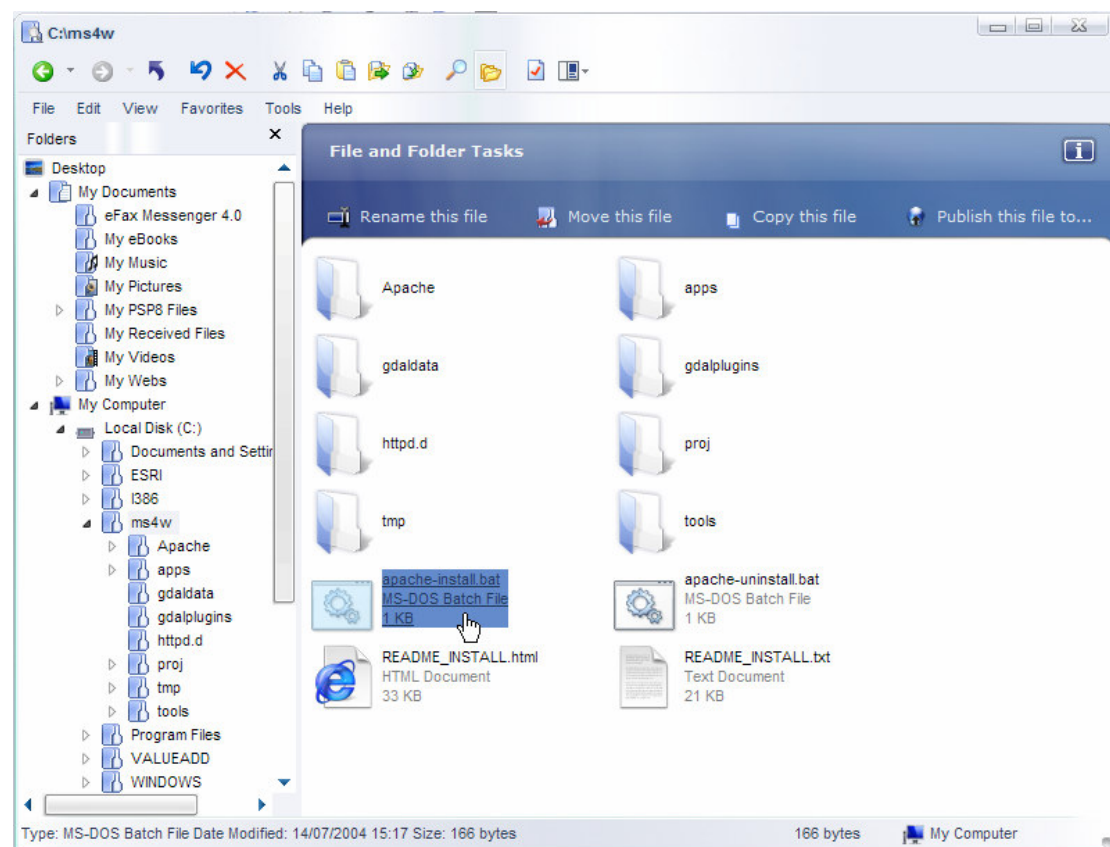 C:\ms4w
File Edit View Favorites Tools Help
Folders
Desktop
My Documents
eFax Messenger 4.0
My eBooks
My Music
My Pictures
My PSP8 Files
My Received Files
My Videos
My Webs
My Computer
Local Disk (C:)
Documents and Settin
ESRI
I386
ms4w
Apache
apps
gdaldata
gdalplugins
httpd.d
proj
tmp
tools
Program Files
VALUEADD
WINDOWS
File and Folder Tasks
Rename this file Move this file Copy this file Publish this file to...
Apache apps
gdaldata gdalplugins
httpd.d proj
tmp tools
apache-install.bat
MS-DOS Batch File
1 KB
apache-uninstall.bat
MS-DOS Batch File
1 KB
README_INSTALL.html
HTML Document
33 KB
README_INSTALL.txt
Text Document
21 KB
Type: MS-DOS Batch File Date Modified: 14/07/2004 15:17 Size: 166 bytes 166 bytes My Computer